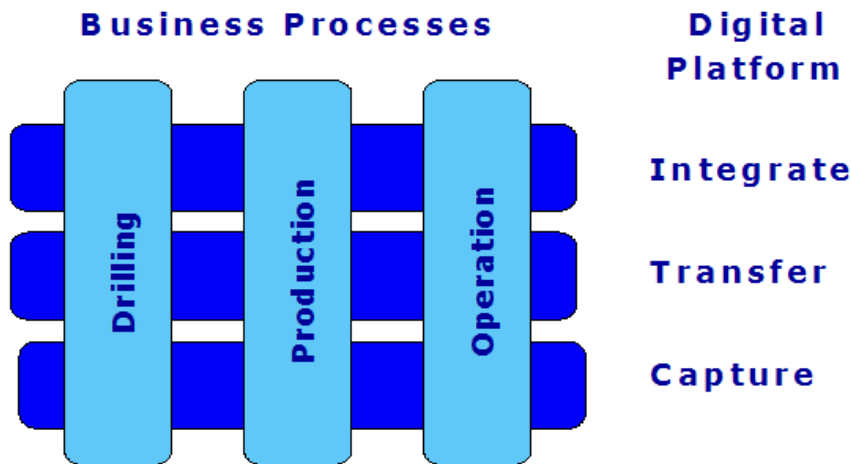 Business Processes
Digital
Platform
Drilling
Production
Operation
Integrate
Transfer
Capture